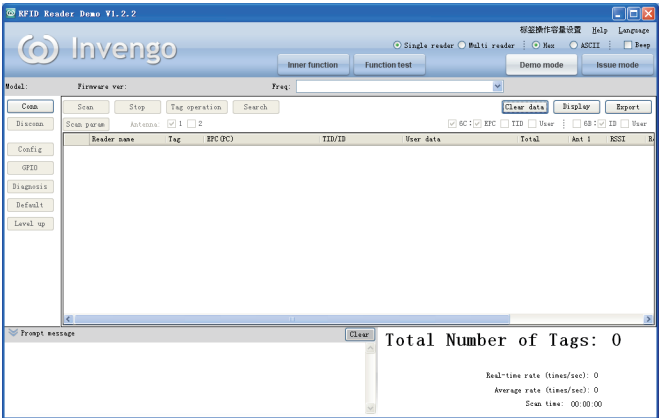 RFID Reader Demo V1.2.2
标签操作容量设置 Help Language
Invengo
Single reader Multi reader Hex ASCII Beep
Inner function Function test Demo mode Issue mode
Modal: Firmware ver: Freq:
Conn Scan Stop Tag operation Search Clear data Display Export
Disconn Scan param Antenna: 1 2 6C: EPC TID User 6B: ID User
Reader name Tag EPC(PC) TID/ID User data Total Ant 1 RSSI R
Config
GPIO
Diagnosis
Default
Level up
Prompt message Clear
Total Number of Tags: 0
Real-time rate (times/sec): 0
Average rate (times/sec): 0
Scan time: 00:00:00